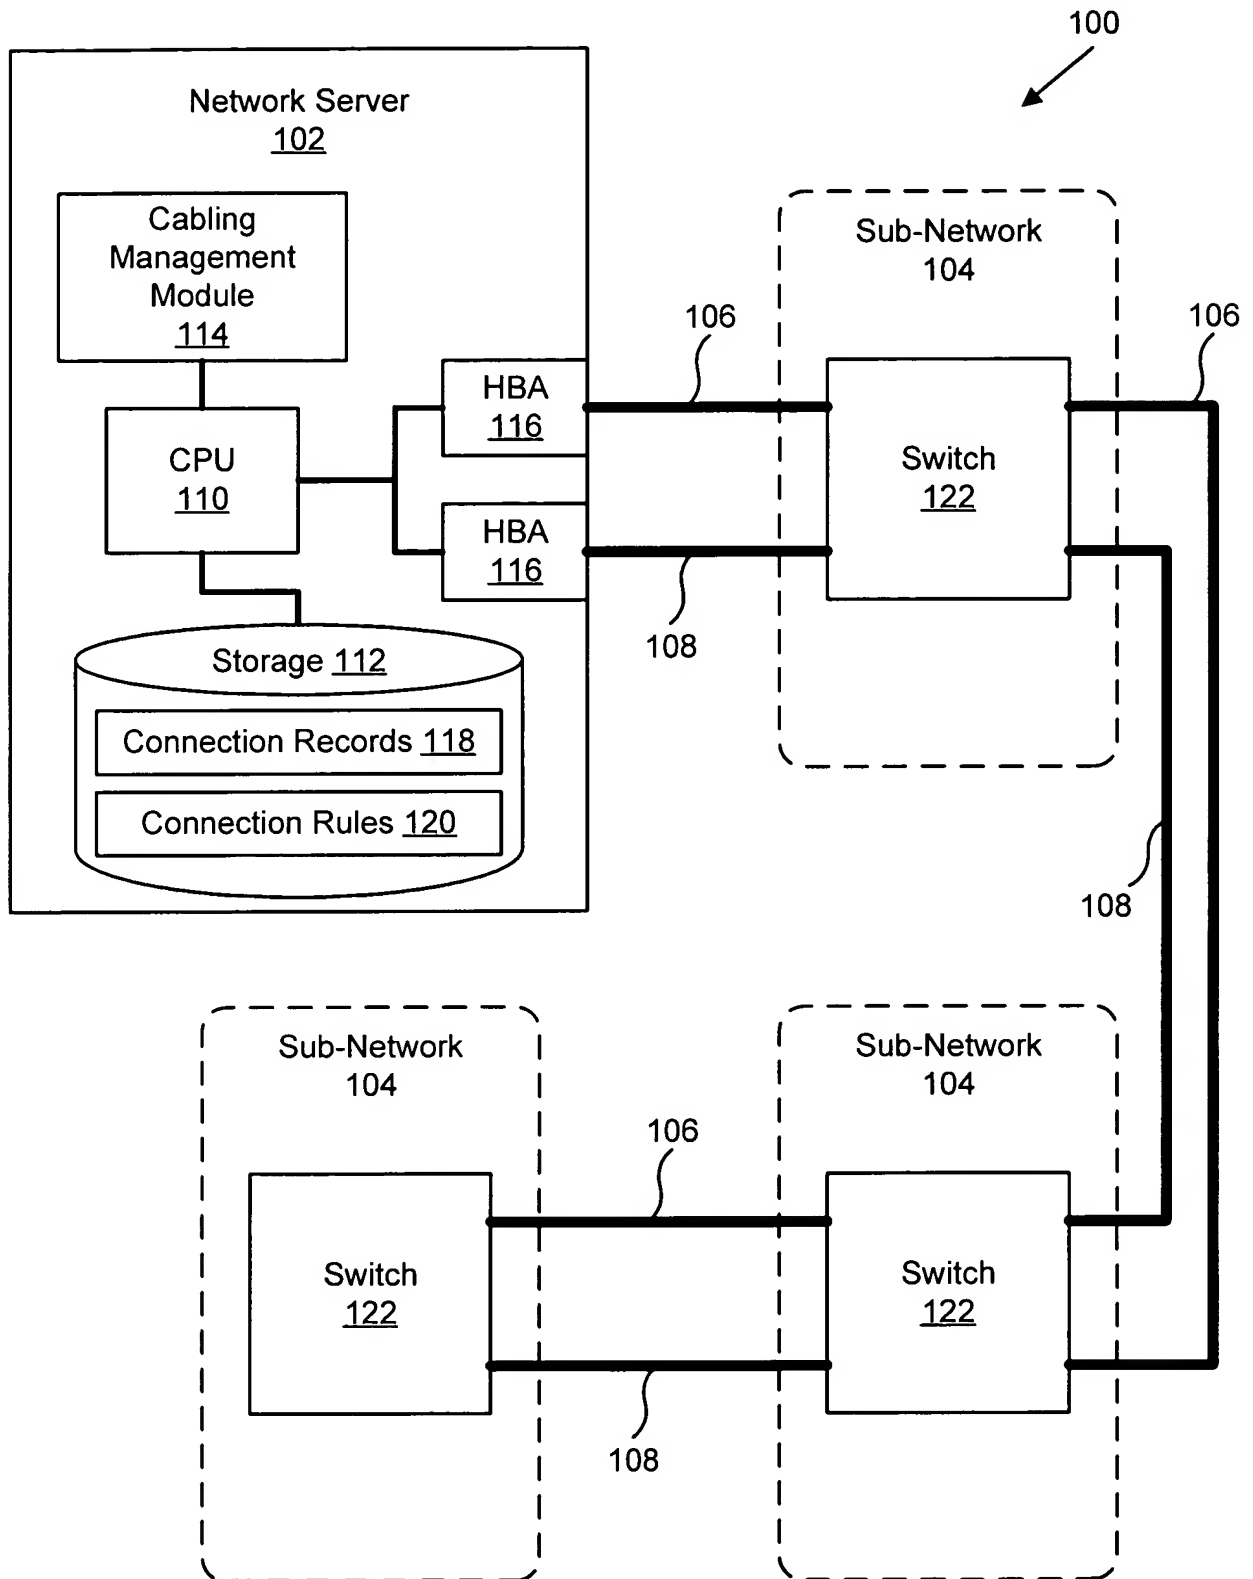 100
Network Server
102
Cabling
Management
Module
114
CPU
110
HBA
116
HBA
116
Storage 112
Connection Records 118
Connection Rules 120
106
108
Sub-Network
104
Switch
122
106
108
Sub-Network
104
Switch
122
106
108
Sub-Network
104
Switch
122